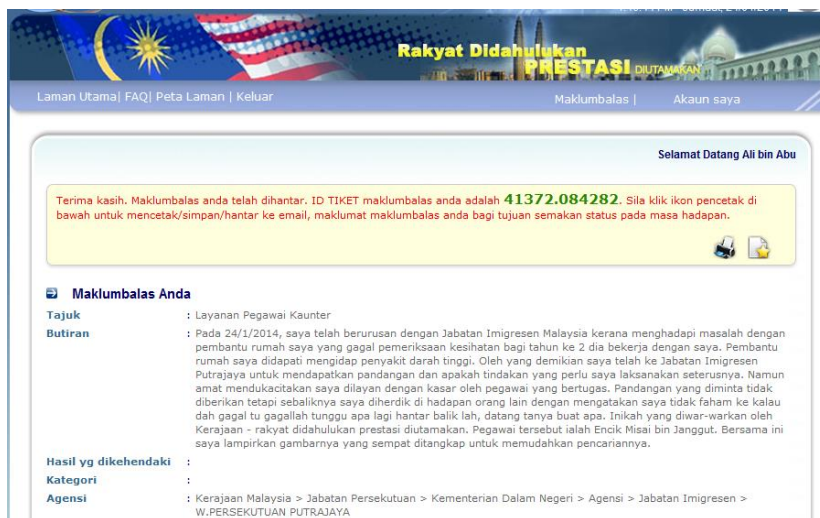 Rakyat Didahulukan
PRESTASI DIUTAMAKAN
Laman Utama| FAQ| Peta Laman | Keluar
Maklumbalas | Akaun saya
Selamat Datang Ali bin Abu
Terima kasih. Maklumbalas anda telah dihantar. ID TIKET maklumbalas anda adalah 41372.084282. Sila klik ikon pencetak di
bawah untuk mencetak/simpan/hantar ke email, maklumat maklumbalas anda bagi tujuan semakan status pada masa hadapan.
Maklumbalas Anda
Tajuk : Layanan Pegawai Kaunter
Butiran : Pada 24/1/2014, saya telah berurusan dengan Jabatan Imigresen Malaysia kerana menghadapi masalah dengan
pembantu rumah saya yang gagal pemeriksaan kesihatan bagi tahun ke 2 dia bekerja dengan saya. Pembantu
rumah saya didapati mengidap penyakit darah tinggi. Oleh yang demikian saya telah ke Jabatan Imigresen
Putrajaya untuk mendapatkan pandangan dan apakah tindakan yang perlu saya laksanakan seterusnya. Namun
amat mendukacitakan saya dilayan dengan kasar oleh pegawai yang bertugas. Pandangan yang diminta tidak
diberikan tetapi sebaliknya saya diherdik di hadapan orang lain dengan mengatakan saya tidak faham ke kalau
dah gagal tu gagallah tunggu apa lagi hantar balik lah, datang tanya buat apa. Inikah yang diwar-warkan oleh
Kerajaan - rakyat didahulukan prestasi diutamakan. Pegawai tersebut ialah Encik Misai bin Janggut. Bersama ini
saya lampirkan gambarnya yang sempat ditangkap untuk memudahkan pencariannya.
Hasil yg dikehendaki :
Kategori :
Agensi : Kerajaan Malaysia > Jabatan Persekutuan > Kementerian Dalam Negeri > Agensi > Jabatan Imigresen >
W.PERSEKUTUAN PUTRAJAYA